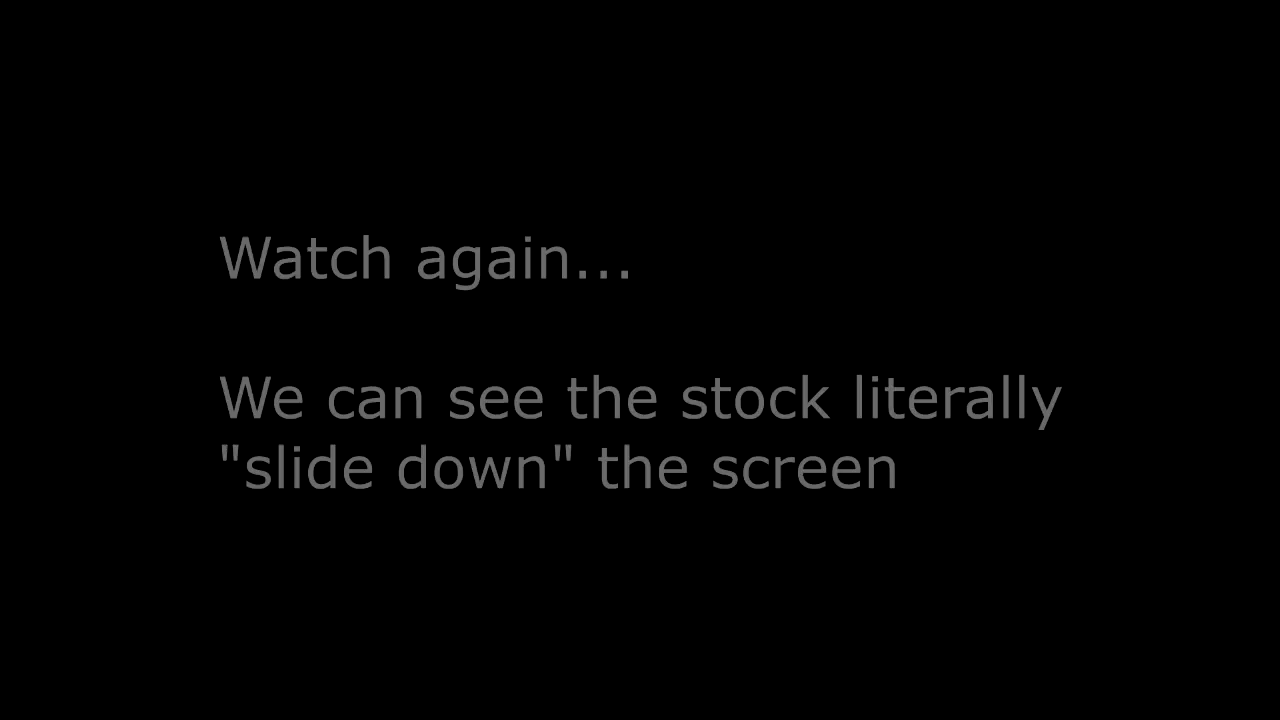 Watch again...
We can see the stock literally
"slide down" the screen